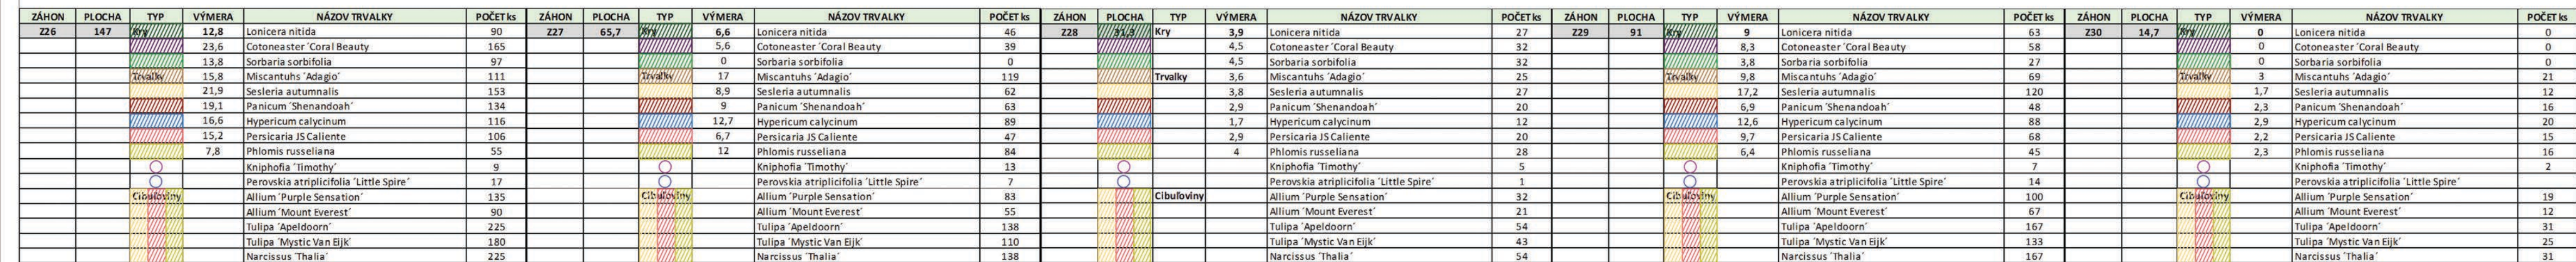 ZÁHON PLOCHA TYP VÝMERA NÁZOV TRVALKY POČET ks ZÁHON PLOCHA TYP VÝMERA NÁZOV TRVALKY POČET ks ZÁHON PLOCHA TYP VÝMERA NÁZOV TRVALKY POČET ks ZÁHON PLOCHA TYP VÝMERA NÁZOV TRVALKY POČET ks ZÁHON PLOCHA TYP VÝMERA NÁZOV TRVALKY POČET ks
Z26 147 Kry 12,8 Lonicera nitida 90 Z27 65,7 Kry 6,6 Lonicera nitida 46 Z28 31,3 Kry 3,9 Lonicera nitida 27 Z29 91 Kry 9 Lonicera nitida 63 Z30 14,7 Kry 0 Lonicera nitida 0
23,6 Cotoneaster ´Coral Beauty 165 5,6 Cotoneaster ´Coral Beauty 39 4,5 Cotoneaster ´Coral Beauty 32 8,3 Cotoneaster ´Coral Beauty 58 0 Cotoneaster ´Coral Beauty 0
13,8 Sorbaria sorbifolia 97 0 Sorbaria sorbifolia 0 4,5 Sorbaria sorbifolia 32 3,8 Sorbaria sorbifolia 27 0 Sorbaria sorbifolia 0
Trvalky 15,8 Miscantuhs ´Adagio´ 111 Trvalky 17 Miscantuhs ´Adagio´ 119 Trvalky 3,6 Miscantuhs ´Adagio´ 25 Trvalky 9,8 Miscantuhs ´Adagio´ 69 Trvalky 3 Miscantuhs ´Adagio´ 21
21,9 Sesleria autumnalis 153 8,9 Sesleria autumnalis 62 3,8 Sesleria autumnalis 27 17,2 Sesleria autumnalis 120 1,7 Sesleria autumnalis 12
19,1 Panicum ´Shenandoah´ 134 9 Panicum ´Shenandoah´ 63 2,9 Panicum ´Shenandoah´ 20 6,9 Panicum ´Shenandoah´ 48 2,3 Panicum ´Shenandoah´ 16
16,6 Hypericum calycinum 116 12,7 Hypericum calycinum 89 1,7 Hypericum calycinum 12 12,6 Hypericum calycinum 88 2,9 Hypericum calycinum 20
15,2 Persicaria JS Caliente 106 6,7 Persicaria JS Caliente 47 2,9 Persicaria JS Caliente 20 9,7 Persicaria JS Caliente 68 2,2 Persicaria JS Caliente 15
7,8 Phlomis russeliana 55 12 Phlomis russeliana 84 4 Phlomis russeliana 28 6,4 Phlomis russeliana 45 2,3 Phlomis russeliana 16
Kniphofia ´Timothy´ 9 Kniphofia ´Timothy´ 13 Kniphofia ´Timothy´ 5 Kniphofia ´Timothy´ 7 Kniphofia ´Timothy´ 2
Perovskia atriplicifolia ´Little Spire´ 17 Perovskia atriplicifolia ´Little Spire´ 7 Perovskia atriplicifolia ´Little Spire´ 1 Perovskia atriplicifolia ´Little Spire´ 14 Perovskia atriplicifolia ´Little Spire´
Cibuľoviny Allium ´Purple Sensation´ 135 Cibuľoviny Allium ´Purple Sensation´ 83 Cibuľoviny Allium ´Purple Sensation´ 32 Cibuľoviny Allium ´Purple Sensation´ 100 Cibuľoviny Allium ´Purple Sensation´ 19
Allium ´Mount Everest´ 90 Allium ´Mount Everest´ 55 Allium ´Mount Everest´ 21 Allium ´Mount Everest´ 67 Allium ´Mount Everest´ 12
Tulipa ´Apeldoorn´ 225 Tulipa ´Apeldoorn´ 138 Tulipa ´Apeldoorn´ 54 Tulipa ´Apeldoorn´ 167 Tulipa ´Apeldoorn´ 31
Tulipa ´Mystic Van Eijk´ 180 Tulipa ´Mystic Van Eijk´ 110 Tulipa ´Mystic Van Eijk´ 43 Tulipa ´Mystic Van Eijk´ 133 Tulipa ´Mystic Van Eijk´ 25
Narcissus ´Thalia´ 225 Narcissus ´Thalia´ 138 Narcissus ´Thalia´ 54 Narcissus ´Thalia´ 167 Narcissus ´Thalia´ 31